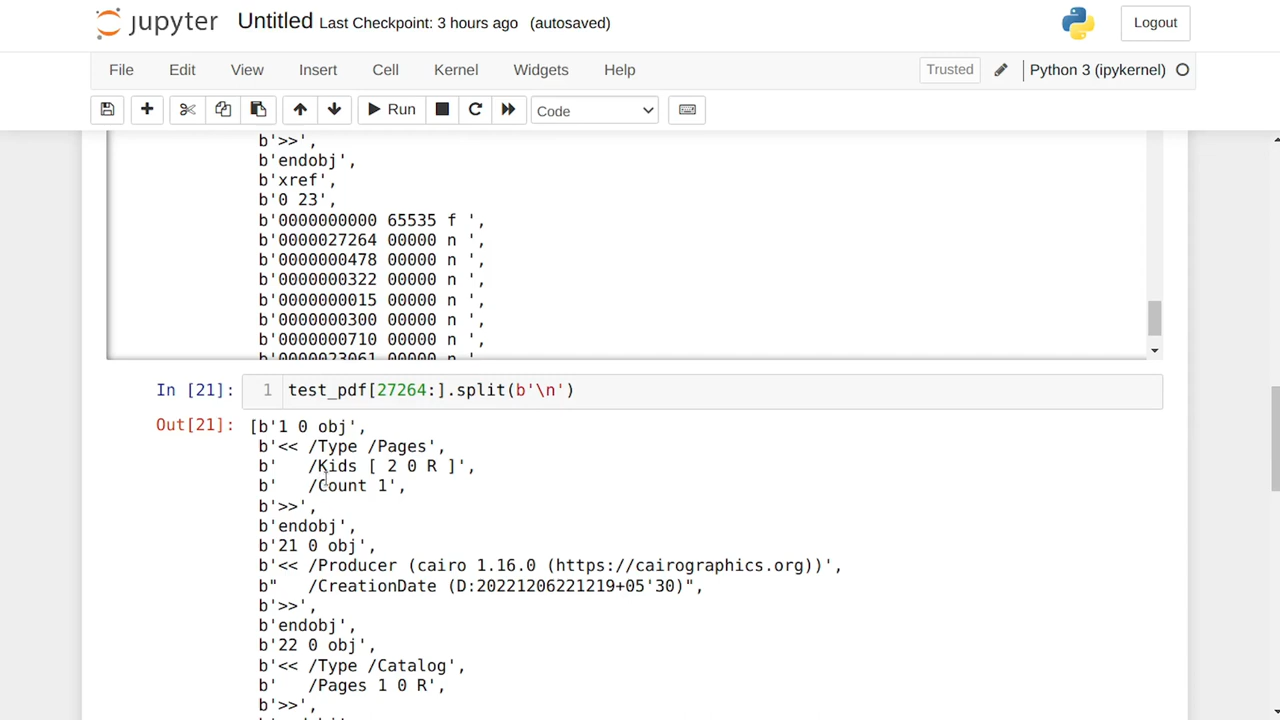 jupyter Untitled Last Checkpoint: 3 hours ago (autosaved) Logout
File Edit View Insert Cell Kernel Widgets Help Trusted Python 3 (ipykernel)
Run Code
b'>>',
b'endobj',
b'xref',
b'0 23',
b'0000000000 65535 f ',
b'0000027264 00000 n ',
b'0000000478 00000 n ',
b'0000000322 00000 n ',
b'0000000015 00000 n ',
b'0000000300 00000 n ',
b'0000000710 00000 n ',
b'0000023061 00000 n '
In [21]: 1 test_pdf[27264:].split(b'\n')
Out[21]: [b'1 0 obj',
b'<< /Type /Pages',
b'   /Kids [ 2 0 R ]',
b'   /Count 1',
b'>>',
b'endobj',
b'21 0 obj',
b'<< /Producer (cairo 1.16.0 (https://cairographics.org))',
b"   /CreationDate (D:20221206221219+05'30)",
b'>>',
b'endobj',
b'22 0 obj',
b'<< /Type /Catalog',
b'   /Pages 1 0 R',
b'>>',